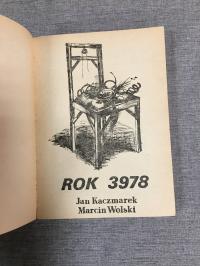 ROK 3978
Jan Kaczmarek
Marcin Wolski